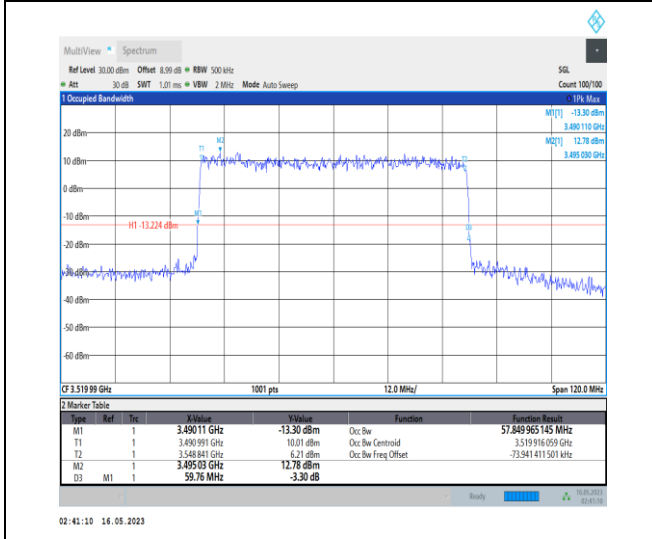 MultiView Spectrum
Ref Level 30.00 dBm Offset 8.99 dB RBW 500 kHz SGL
Att 30 dB SWT 1.01 ms VBW 2 MHz Mode Auto Sweep Count 100/100
1 Occupied Bandwidth 1Pk Max
M1[1] -13.30 dBm
3.490 110 GHz
M2[1] 12.78 dBm
3.495 030 GHz
20 dBm
M2
T1
T2
10 dBm
0 dBm
-10 dBm
M1
H1 -13.224 dBm
D3
-20 dBm
-30 dBm
-40 dBm
-50 dBm
-60 dBm
CF 3.519 99 GHz 1001 pts 12.0 MHz/ Span 120.0 MHz
2 Marker Table
Type Ref Trc X-Value Y-Value Function Function Result
M1 1 3.490 11 GHz -13.30 dBm Occ Bw 57.849 965 145 MHz
T1 1 3.490 991 GHz 10.01 dBm Occ Bw Centroid 3.519 916 059 GHz
T2 1 3.548 841 GHz 6.21 dBm Occ Bw Freq Offset -73.941 411 501 kHz
M2 1 3.495 03 GHz 12.78 dBm
D3 M1 1 59.76 MHz -3.30 dB
Ready 16.05.2023
02:41:10
02:41:10 16.05.2023